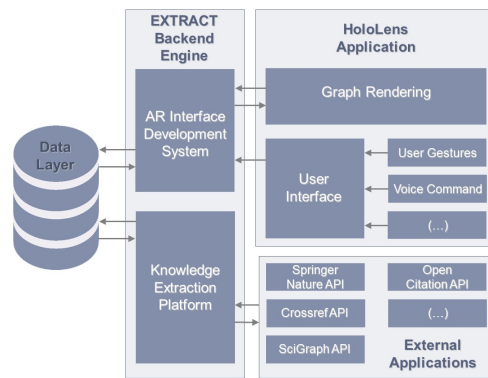 EXTRACT
Backend
Engine
HoloLens
Application
AR Interface
Development
System
Graph Rendering
Data
Layer
User
Interface
User Gestures
Voice Command
(...)
Knowledge
Extraction
Platform
Springer
Nature API
Open
Citation API
Crossref API
(...)
SciGraph API
External
Applications